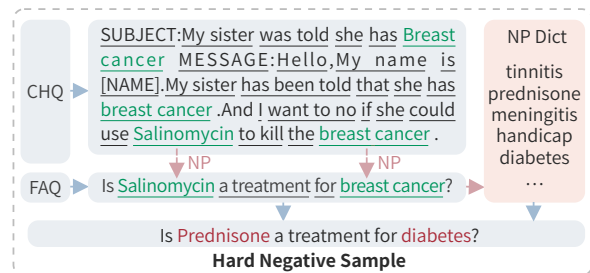 CHQ
SUBJECT:My sister was told she has Breast
cancer MESSAGE:Hello,My name is
[NAME].My sister has been told that she has
breast cancer .And I want to no if she could
use Salinomycin to kill the breast cancer .
NP Dict
tinnitis
prednisone
meningitis
handicap
diabetes
...
NP
NP
FAQ
Is Salinomycin a treatment for breast cancer?
Is Prednisone a treatment for diabetes?
Hard Negative Sample